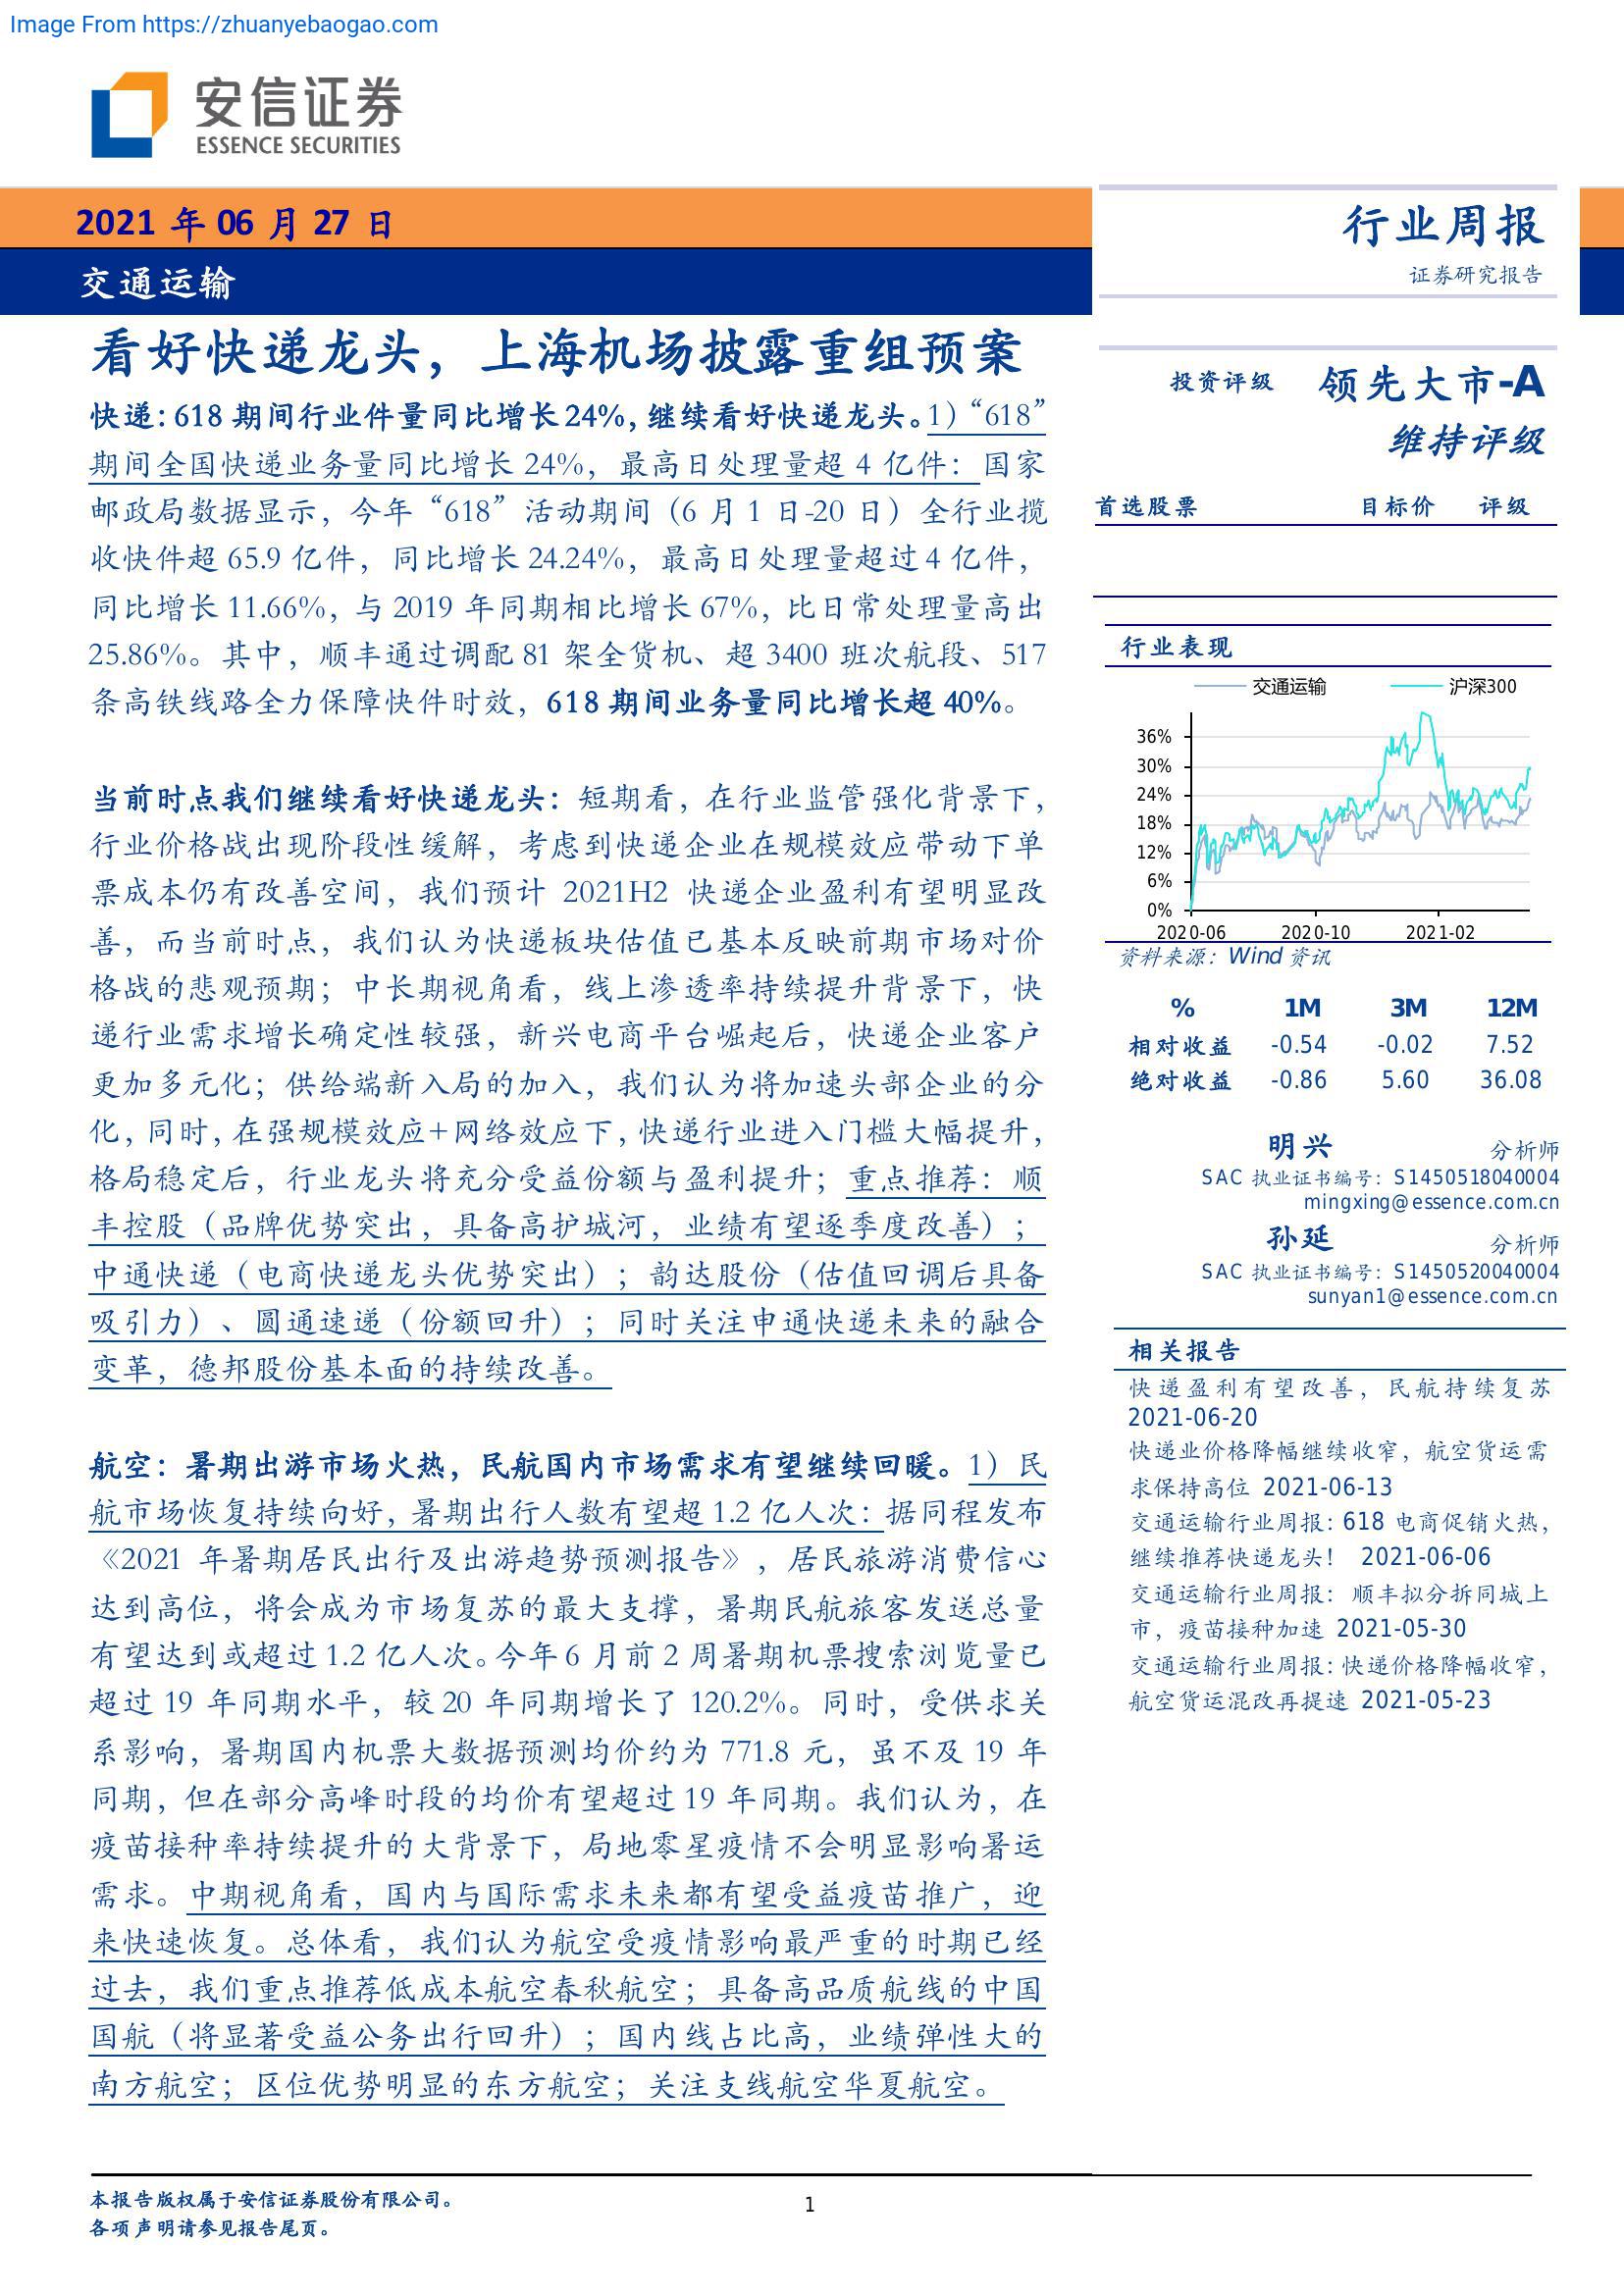 Image From https://zhuanyebaogao.com
安信证券
ESSENCE SECURITIES
2021 年 06 月 27 日
交通运输
看好快递龙头，上海机场披露重组预案
快递：618 期间行业件量同比增长 24%，继续看好快递龙头。1）“618”
期间全国快递业务量同比增长 24%，最高日处理量超 4 亿件：国家
邮政局数据显示，今年“618”活动期间（6 月 1 日-20 日）全行业揽
收快件超 65.9 亿件，同比增长 24.24%，最高日处理量超过 4 亿件，
同比增长 11.66%，与 2019 年同期相比增长 67%，比日常处理量高出
25.86%。其中，顺丰通过调配 81 架全货机、超 3400 班次航段、517
条高铁线路全力保障快件时效，618 期间业务量同比增长超 40%。
当前时点我们继续看好快递龙头：短期看，在行业监管强化背景下，
行业价格战出现阶段性缓解，考虑到快递企业在规模效应带动下单
票成本仍有改善空间，我们预计 2021H2 快递企业盈利有望明显改
善，而当前时点，我们认为快递板块估值已基本反映前期市场对价
格战的悲观预期；中长期视角看，线上渗透率持续提升背景下，快
递行业需求增长确定性较强，新兴电商平台崛起后，快递企业客户
更加多元化；供给端新入局的加入，我们认为将加速头部企业的分
化，同时，在强规模效应+网络效应下，快递行业进入门槛大幅提升，
格局稳定后，行业龙头将充分受益份额与盈利提升；重点推荐：顺
丰控股（品牌优势突出，具备高护城河，业绩有望逐季度改善）；
中通快递（电商快递龙头优势突出）；韵达股份（估值回调后具备
吸引力）、圆通速递（份额回升）；同时关注申通快递未来的融合
变革，德邦股份基本面的持续改善。
航空：暑期出游市场火热，民航国内市场需求有望继续回暖。1）民
航市场恢复持续向好，暑期出行人数有望超 1.2 亿人次：据同程发布
《2021 年暑期居民出行及出游趋势预测报告》，居民旅游消费信心
达到高位，将会成为市场复苏的最大支撑，暑期民航旅客发送总量
有望达到或超过 1.2 亿人次。今年 6 月前 2 周暑期机票搜索浏览量已
超过 19 年同期水平，较 20 年同期增长了 120.2%。同时，受供求关
系影响，暑期国内机票大数据预测均价约为 771.8 元，虽不及 19 年
同期，但在部分高峰时段的均价有望超过 19 年同期。我们认为，在
疫苗接种率持续提升的大背景下，局地零星疫情不会明显影响暑运
需求。中期视角看，国内与国际需求未来都有望受益疫苗推广，迎
来快速恢复。总体看，我们认为航空受疫情影响最严重的时期已经
过去，我们重点推荐低成本航空春秋航空；具备高品质航线的中国
国航（将显著受益公务出行回升）；国内线占比高，业绩弹性大的
南方航空；区位优势明显的东方航空；关注支线航空华夏航空。
行业周报
证券研究报告
投资评级 领先大市-A
维持评级
首选股票 目标价 评级
行业表现
交通运输 沪深300
36%
30%
24%
18%
12%
6%
0%
2020-06 2020-10 2021-02
资料来源：Wind 资讯
% 1M 3M 12M
相对收益 -0.54 -0.02 7.52
绝对收益 -0.86 5.60 36.08
明兴 分析师
SAC 执业证书编号：S1450518040004
mingxing@essence.com.cn
孙延 分析师
SAC 执业证书编号：S1450520040004
sunyan1@essence.com.cn
相关报告
快递盈利有望改善，民航持续复苏
2021-06-20
快递业价格降幅继续收窄，航空货运需
求保持高位 2021-06-13
交通运输行业周报：618 电商促销火热，
继续推荐快递龙头！ 2021-06-06
交通运输行业周报：顺丰拟分拆同城上
市，疫苗接种加速 2021-05-30
交通运输行业周报：快递价格降幅收窄，
航空货运混改再提速 2021-05-23
本报告版权属于安信证券股份有限公司。
各项声明请参见报告尾页。
1